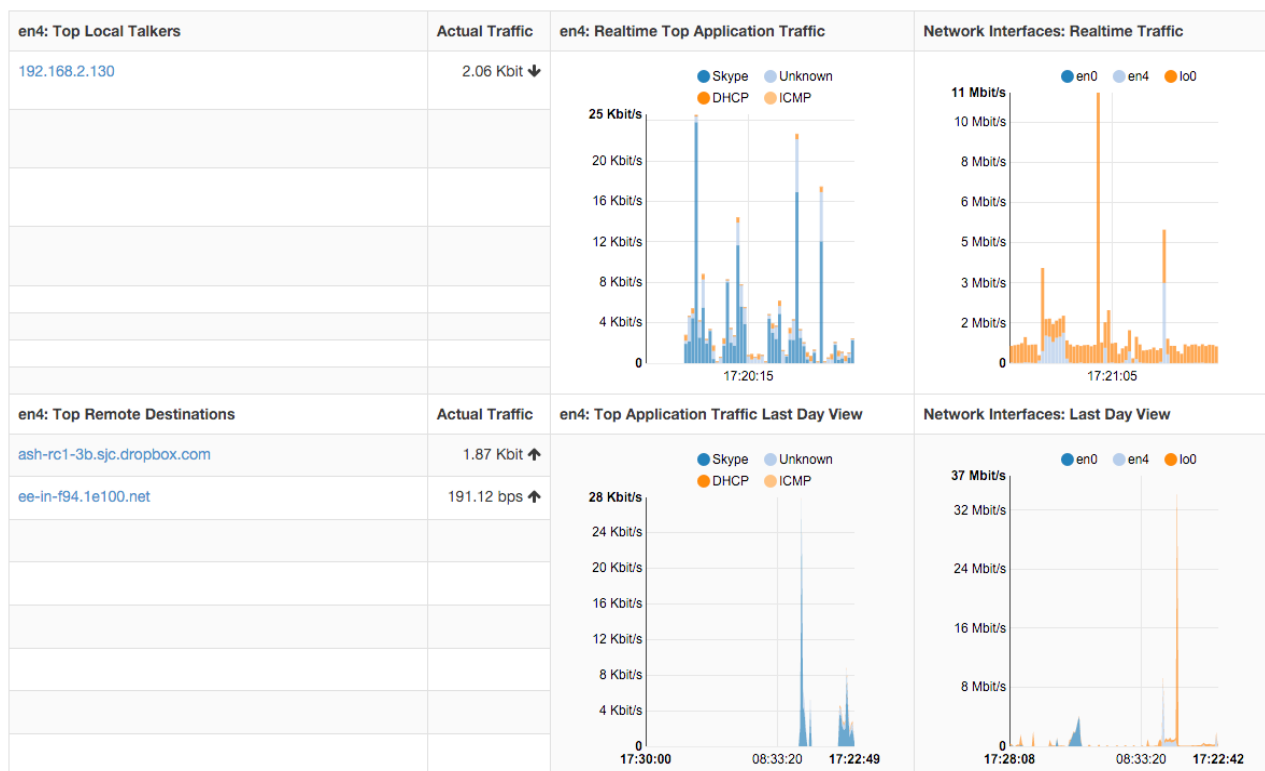 en4: Top Local Talkers
Actual Traffic
192.168.2.130
2.06 Kbit
en4: Realtime Top Application Traffic
Skype Unknown
DHCP ICMP
25 Kbit/s
20 Kbit/s
16 Kbit/s
12 Kbit/s
8 Kbit/s
4 Kbit/s
0
17:20:15
Network Interfaces: Realtime Traffic
en0 en4 lo0
11 Mbit/s
10 Mbit/s
8 Mbit/s
6 Mbit/s
5 Mbit/s
3 Mbit/s
2 Mbit/s
0
17:21:05
en4: Top Remote Destinations
Actual Traffic
ash-rc1-3b.sjc.dropbox.com
1.87 Kbit
ee-in-f94.1e100.net
191.12 bps
en4: Top Application Traffic Last Day View
Skype Unknown
DHCP ICMP
28 Kbit/s
24 Kbit/s
20 Kbit/s
16 Kbit/s
12 Kbit/s
8 Kbit/s
4 Kbit/s
0
17:30:00 08:33:20 17:22:49
Network Interfaces: Last Day View
en0 en4 lo0
37 Mbit/s
32 Mbit/s
24 Mbit/s
16 Mbit/s
8 Mbit/s
0
17:28:08 08:33:20 17:22:42